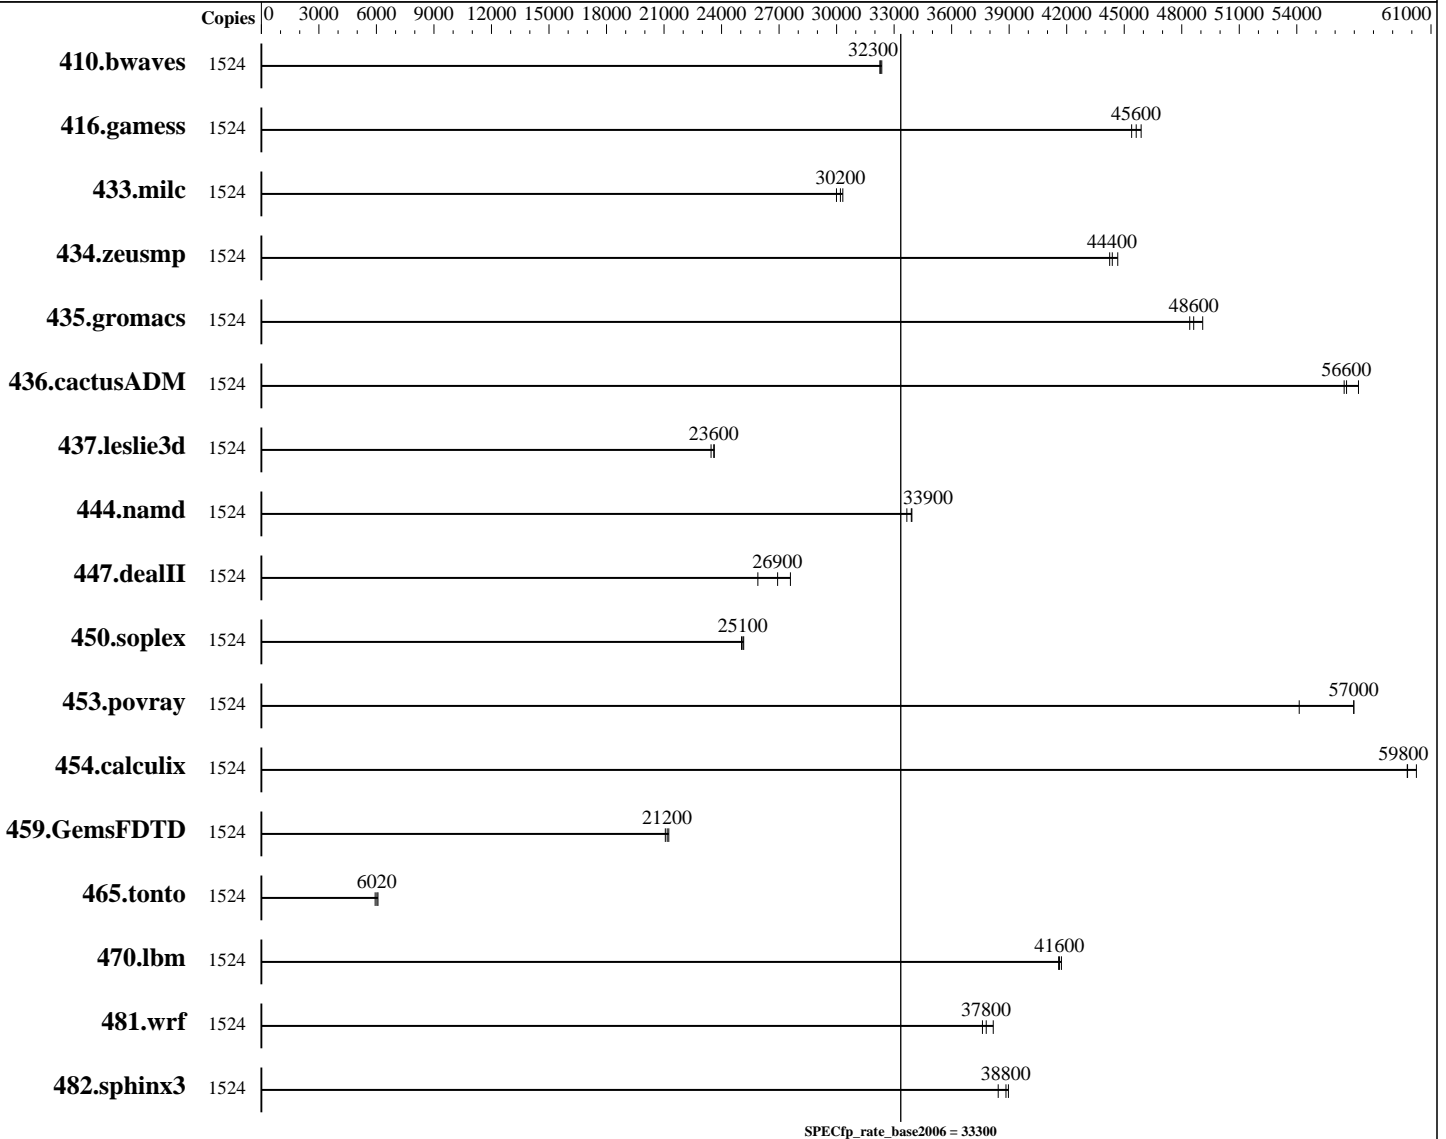 Copies 0 3000 6000 9000 12000 15000 18000 21000 24000 27000 30000 33000 36000 39000 42000 45000 48000 51000 54000 61000
410.bwaves 1524 32300
416.gamess 1524 45600
433.milc 1524 30200
434.zeusmp 1524 44400
435.gromacs 1524 48600
436.cactusADM 1524 56600
437.leslie3d 1524 23600
444.namd 1524 33900
447.dealII 1524 26900
450.soplex 1524 25100
453.povray 1524 57000
454.calculix 1524 59800
459.GemsFDTD 1524 21200
465.tonto 1524 6020
470.lbm 1524 41600
481.wrf 1524 37800
482.sphinx3 1524 38800
SPECfp_rate_base2006 = 33300